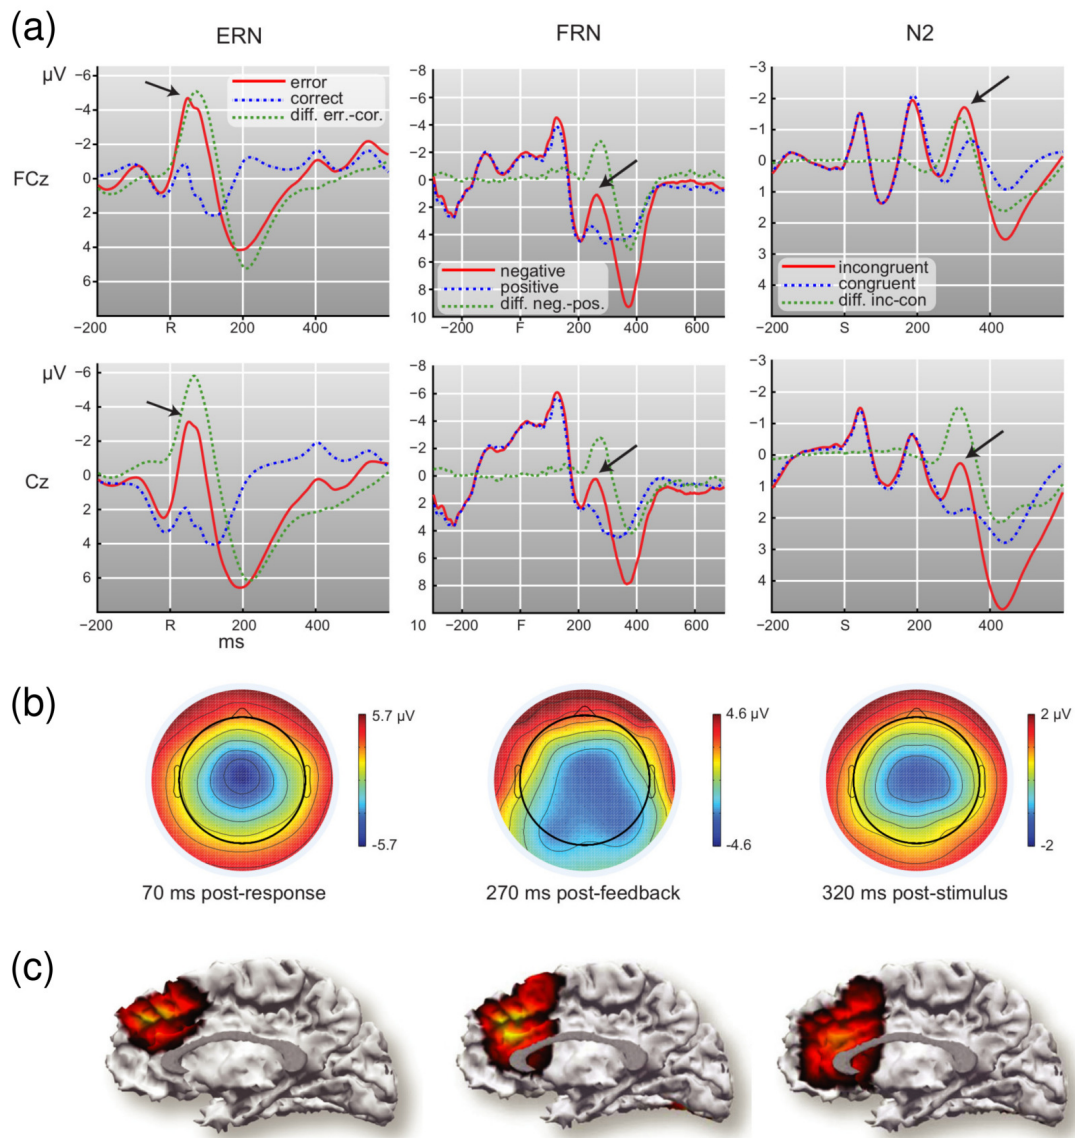 (a)
ERN
FRN
N2
µV
−6
−4
−2
0
2
4
6
FCz
error
correct
diff. err.-cor.
−200
R
200
400
−8
−6
−4
−2
0
2
4
6
8
10
negative
positive
diff. neg.-pos.
−200
F
200
400
600
−3
−2
−1
0
1
2
3
4
incongruent
congruent
diff. inc-con
−200
S
200
400
µV
−6
−4
−2
0
2
4
6
Cz
−200
R
200
400
ms
−8
−6
−4
−2
0
2
4
6
8
10
−200
F
200
400
600
−3
−2
−1
0
1
2
3
4
−200
S
200
400
(b)
5.7 µV
-5.7
4.6 µV
-4.6
2 µV
-2
70 ms post-response
270 ms post-feedback
320 ms post-stimulus
(c)